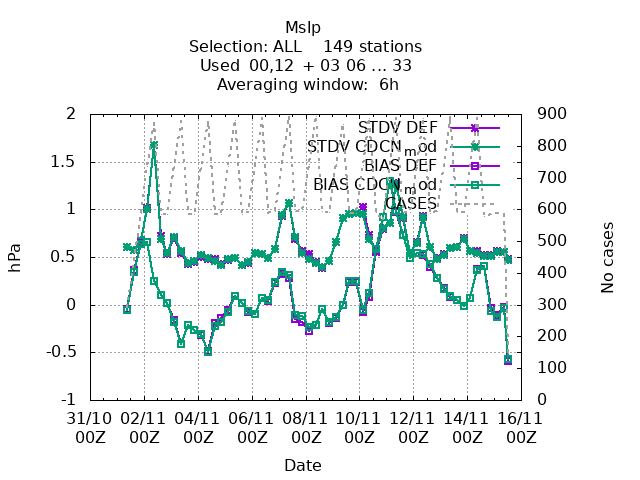 Mslp
Selection: ALL 149 stations
Used 00,12 + 03 06 ... 33
Averaging window: 6h
hPa
2
1.5
1
0.5
0
-0.5
-1
STDV DEF
STDV CDCN_mod
BIAS DEF
BIAS CDCN_mod
CASES
900
800
700
600
500
400
300
200
100
0
No cases
31/10 02/11 04/11 06/11 08/11 10/11 12/11 14/11 16/11
00Z 00Z 00Z 00Z 00Z 00Z 00Z 00Z 00Z
Date